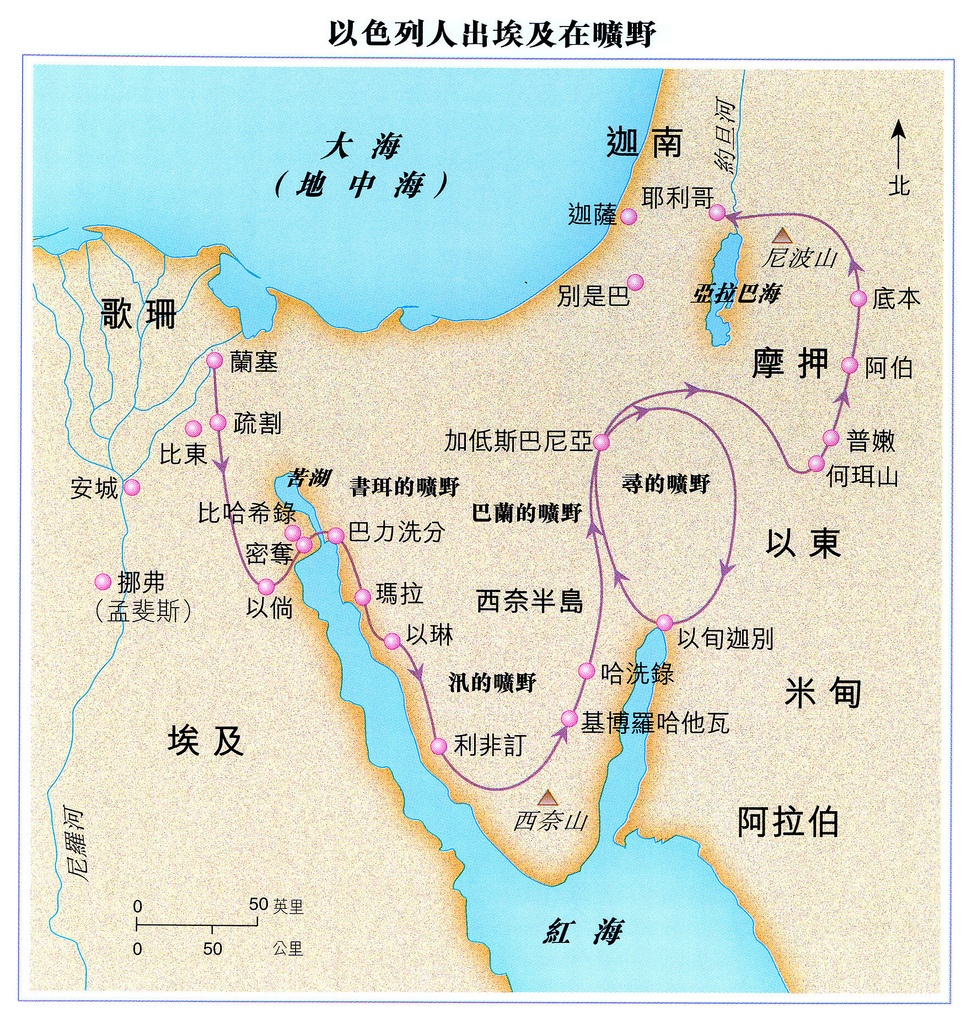 以色列人出埃及在曠野
大海
(地中海)
迦南
約旦河
北
耶利哥
迦薩
尼波山
別是巴
亞拉巴海
底本
歌珊
摩押
阿伯
蘭塞
疏割
比東
加低斯巴尼亞
普嫩
何珥山
安城
苦湖
書珥的曠野
尋的曠野
巴蘭的曠野
比哈希錄
巴力洗分
密奪
以東
挪弗
(孟斐斯)
以倘
瑪拉
西奈半島
以琳
以旬迦別
哈洗錄
汛的曠野
米甸
基博羅哈他瓦
埃及
利非訂
西奈山
阿拉伯
尼羅河
紅海
0 50 英里
0 50 公里